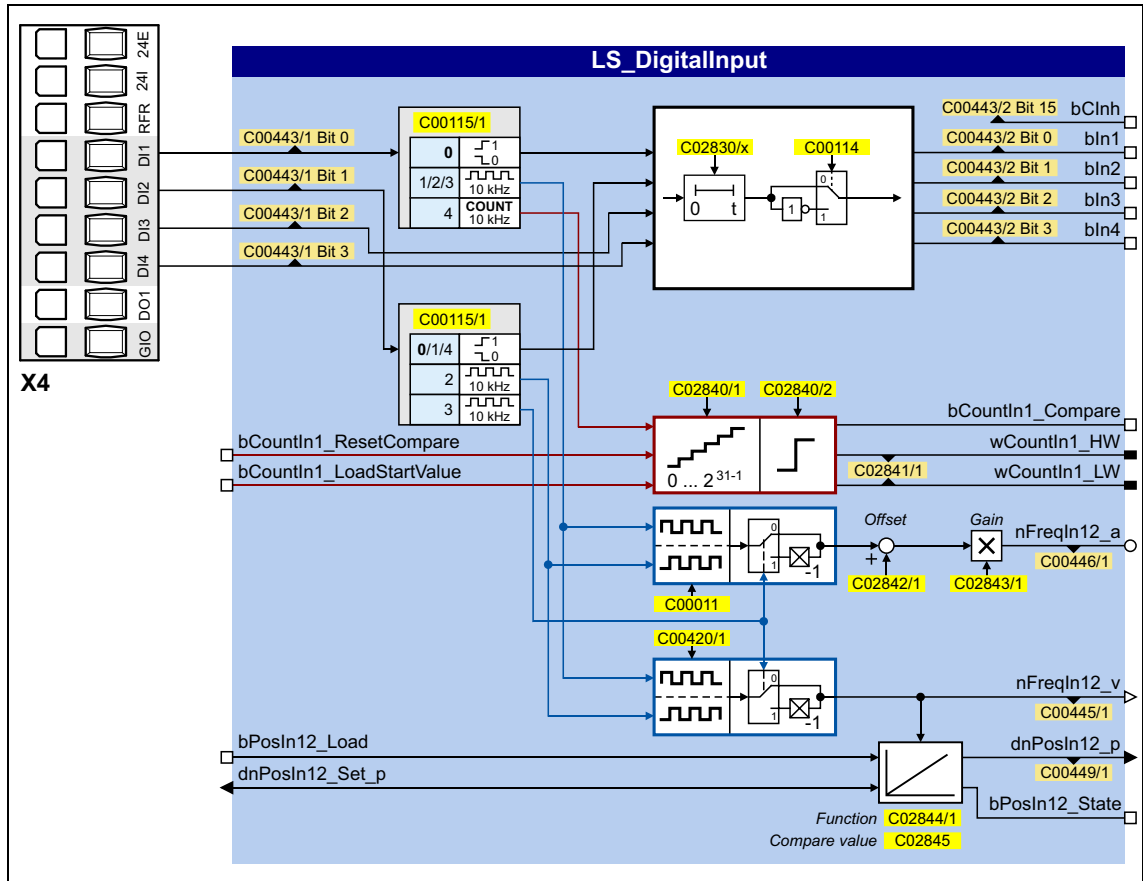 LS_DigitalInput
24E
24I
RFR
DI1
DI2
DI3
DI4
DO1
GIO
X4
C00443/1 Bit 0
C00443/1 Bit 1
C00443/1 Bit 2
C00443/1 Bit 3
C00115/1
0
1
0
1/2/3
10 kHz
4
COUNT
10 kHz
C00115/1
0/1/4
1
0
2
10 kHz
3
10 kHz
C02830/x
0 t
C00114
0
1
1
C00443/2 Bit 15
bCInh
C00443/2 Bit 0
bIn1
C00443/2 Bit 1
bIn2
C00443/2 Bit 2
bIn3
C00443/2 Bit 3
bIn4
C02840/1
C02840/2
bCountIn1_ResetCompare
bCountIn1_LoadStartValue
0 ... 2 31-1
bCountIn1_Compare
wCountIn1_HW
C02841/1
wCountIn1_LW
0
1
-1
C00011
Offset
+
C02842/1
Gain
C02843/1
nFreqIn12_a
C00446/1
C00420/1
0
1
-1
nFreqIn12_v
C00445/1
bPosIn12_Load
dnPosIn12_Set_p
dnPosIn12_p
C00449/1
bPosIn12_State
Function C02844/1
Compare value C02845